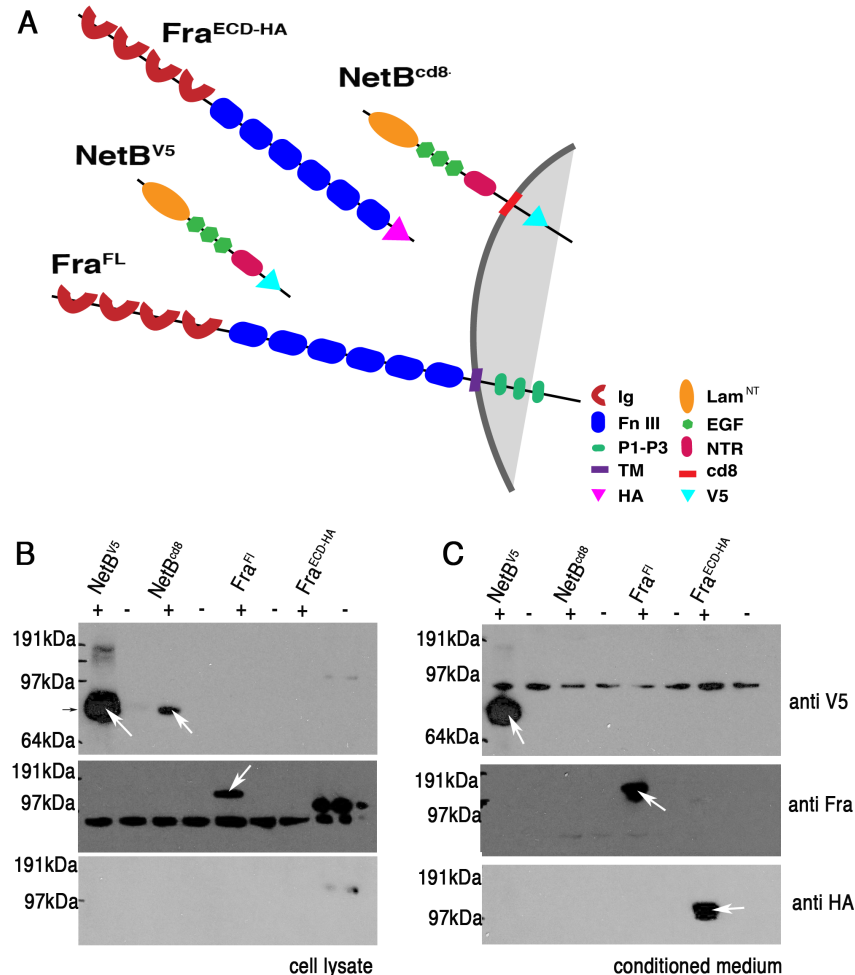 A
Fra^ECD-HA
NetB^cd8-
NetB^V5
Fra^FL
Ig
Fn III
P1-P3
TM
HA
Lam^NT
EGF
NTR
cd8
V5
B
NetB^V5 NetB^cd8 Fra^Fl Fra^ECD-HA
+ - + - + - + -
191kDa
97kDa
64kDa
191kDa
97kDa
191kDa
97kDa
cell lysate
C
NetB^V5 NetB^cd8 Fra^Fl Fra^ECD-HA
+ - + - + - + -
191kDa
97kDa
64kDa
anti V5
191kDa
97kDa
anti Fra
191kDa
97kDa
anti HA
conditioned medium